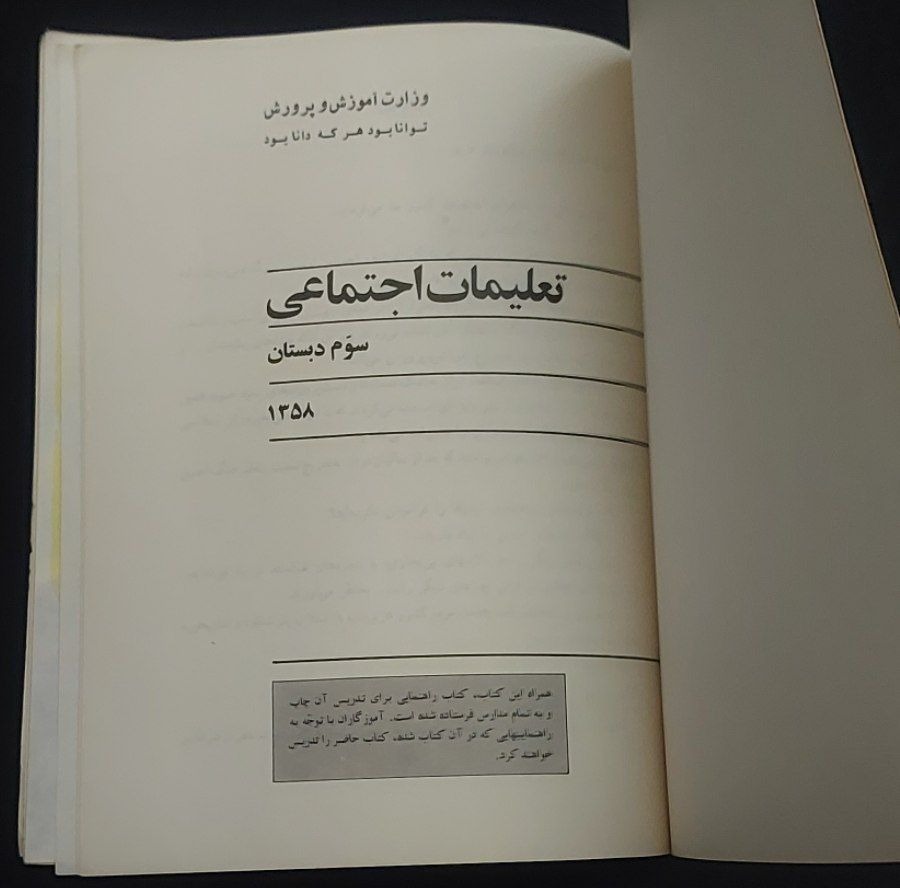 وزارت آموزش و پرورش
توانا بود هر که دانا بود
تعلیمات اجتماعی
سوّم دبستان
۱۳۵۸
همراه این کتاب، کتاب راهنمایی برای تدریس آن چاپ
و به تمام مدارس فرستاده شده است. آموزگاران با توجّه به
راهنماییهایی که در آن کتاب شده، کتاب حاضر را تدریس
خواهند کرد.